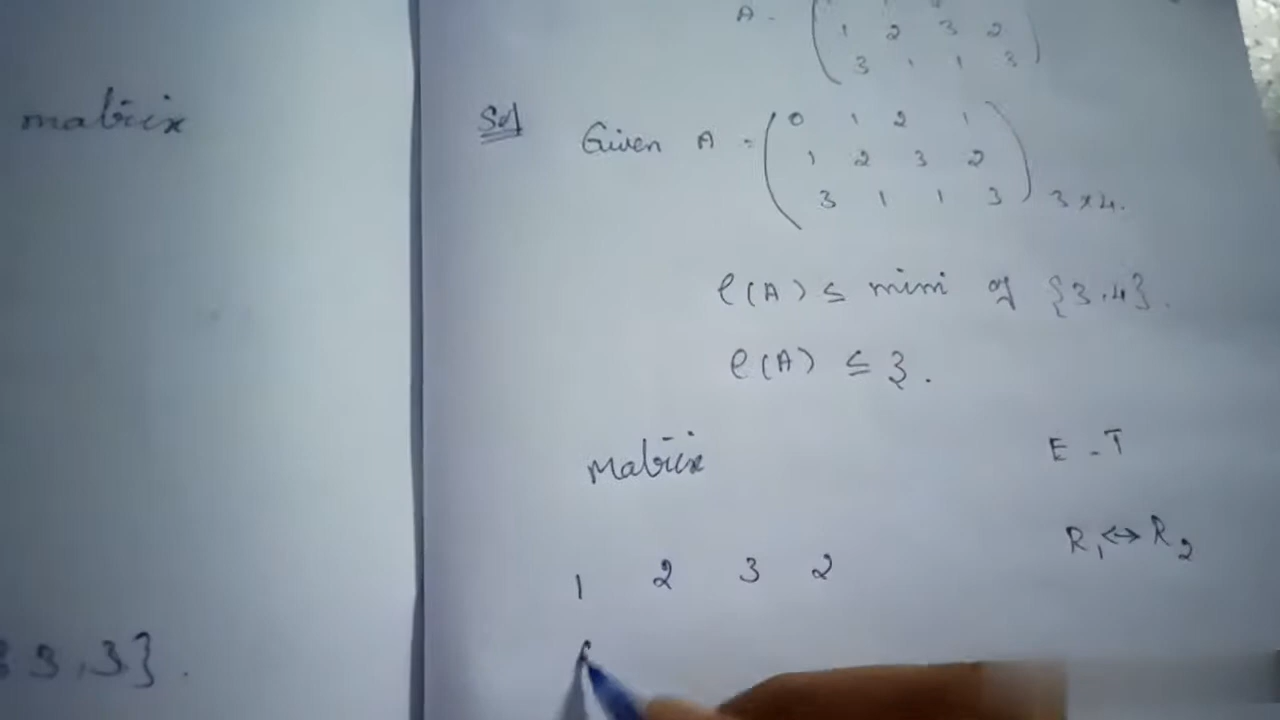 matrix
3,3}.
A =
1 2 3 2
3 1 1 3
Sol Given A = 0 1 2 1
1 2 3 2
3 1 1 3 3×4.
ρ(A) ≤ mini of {3,4}.
ρ(A) ≤ 3.
Matrix E-T
R₁↔R₂
1 2 3 2